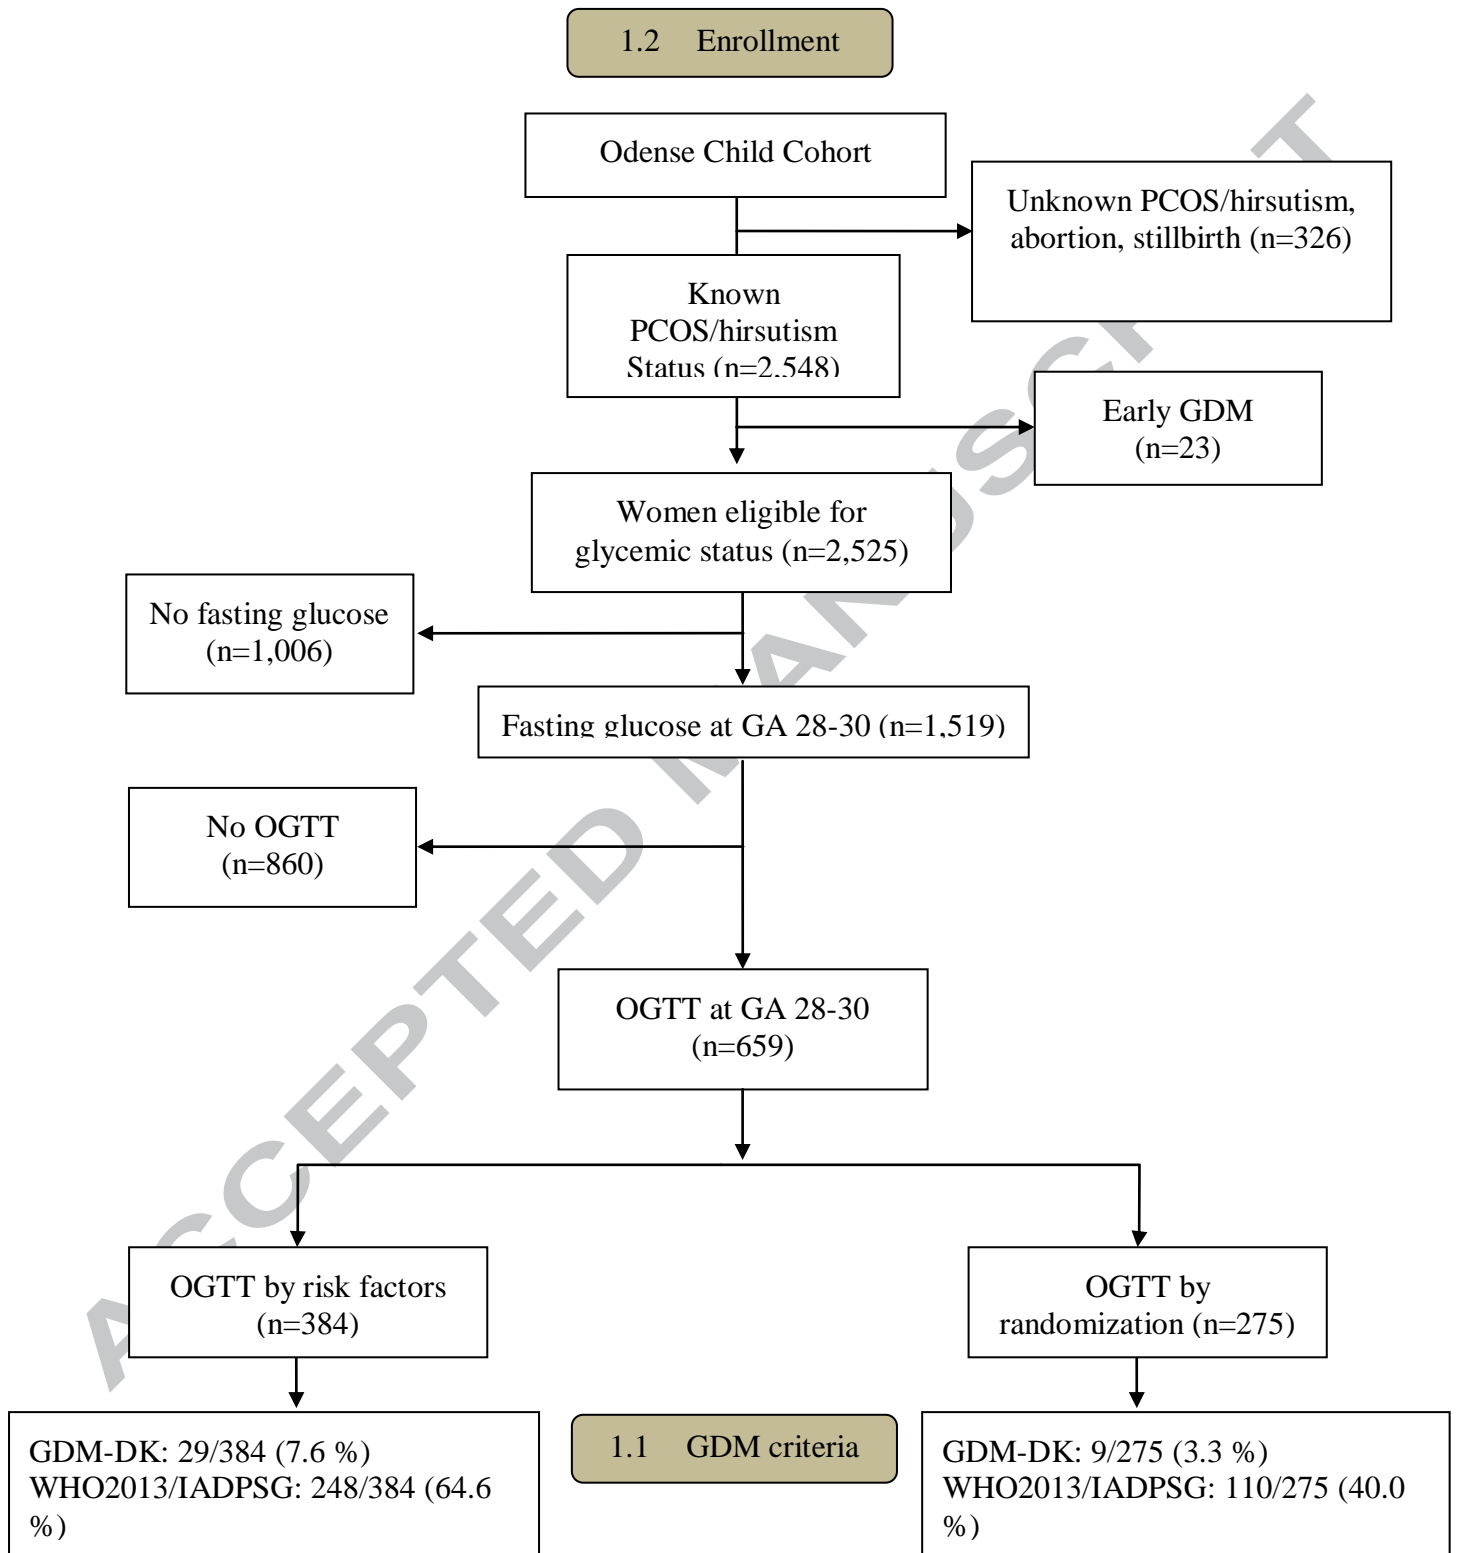 1.2 Enrollment
Odense Child Cohort
Unknown PCOS/hirsutism,
abortion, stillbirth (n=326)
Known
PCOS/hirsutism
Status (n=2,548)
Early GDM
(n=23)
Women eligible for
glycemic status (n=2,525)
No fasting glucose
(n=1,006)
Fasting glucose at GA 28-30 (n=1,519)
No OGTT
(n=860)
OGTT at GA 28-30
(n=659)
OGTT by risk factors
(n=384)
OGTT by
randomization (n=275)
GDM-DK: 29/384 (7.6 %)
WHO2013/IADPSG: 248/384 (64.6
%)
1.1 GDM criteria
GDM-DK: 9/275 (3.3 %)
WHO2013/IADPSG: 110/275 (40.0
%)
ACCEPTED MANUSCRIPT